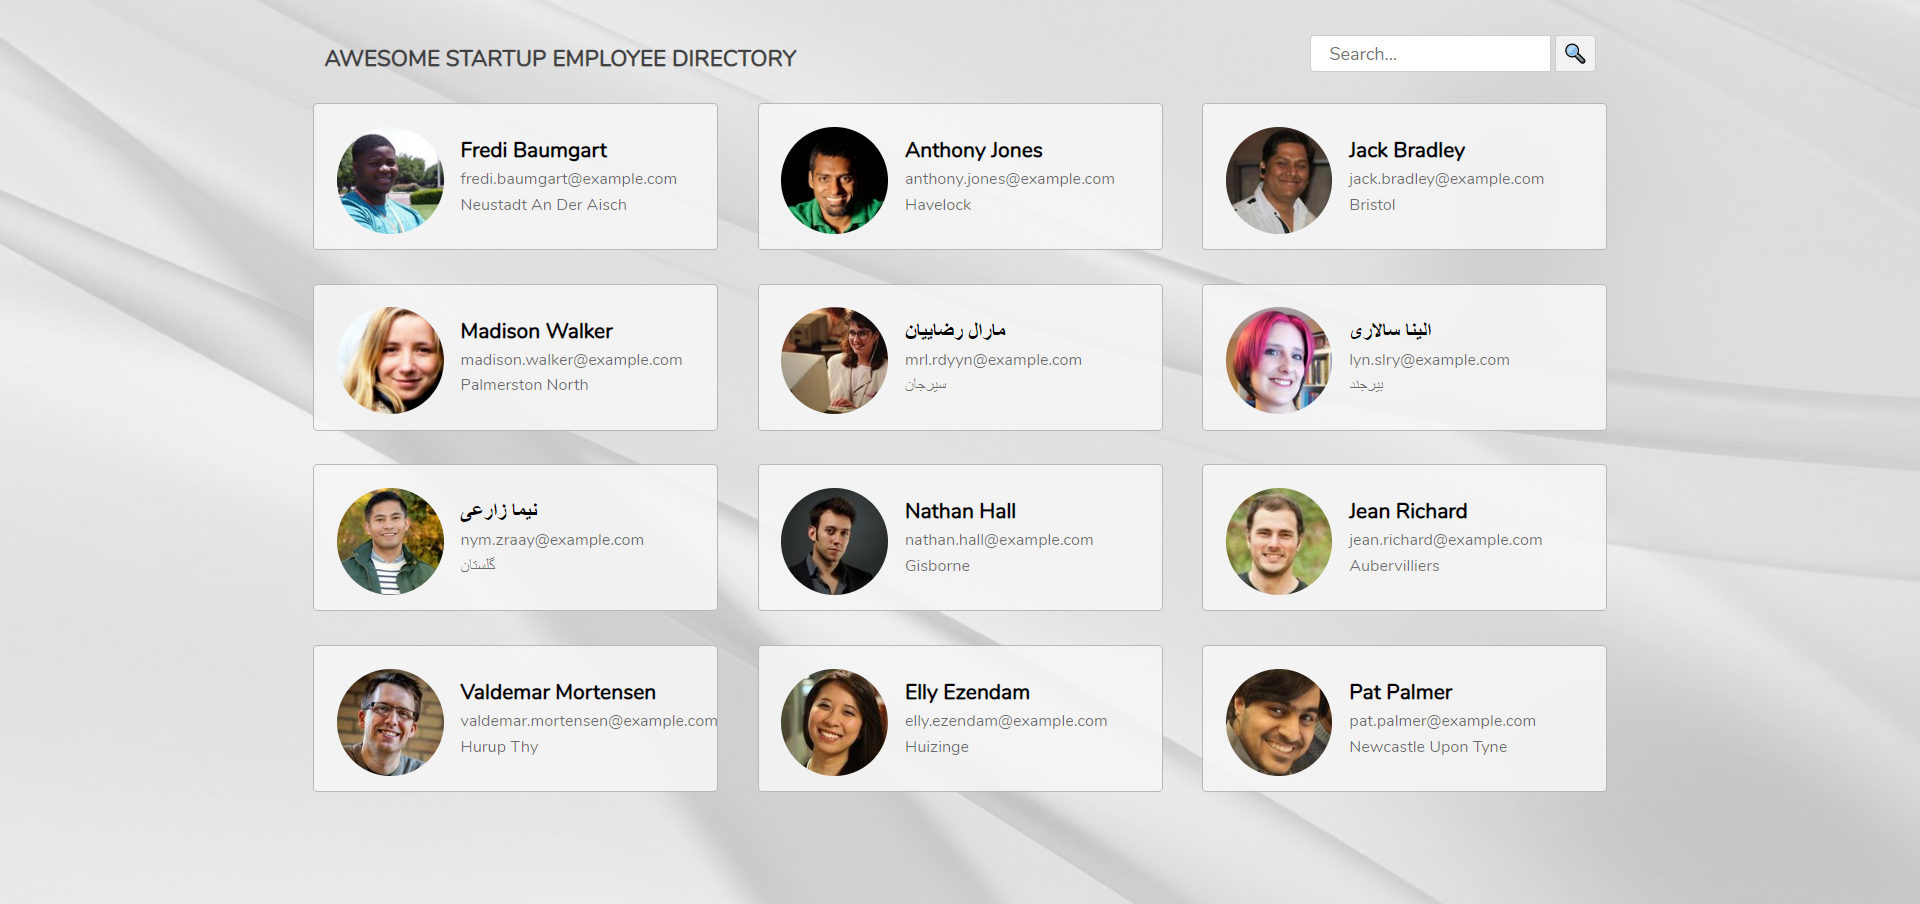 AWESOME STARTUP EMPLOYEE DIRECTORY
Search...
Fredi Baumgart
fredi.baumgart@example.com
Neustadt An Der Aisch
Anthony Jones
anthony.jones@example.com
Havelock
Jack Bradley
jack.bradley@example.com
Bristol
Madison Walker
madison.walker@example.com
Palmerston North
مارال رضاییان
mrl.rdyyn@example.com
سیرجان
الینا سالاری
lyn.slry@example.com
بیرجند
نیما زارعی
nym.zraay@example.com
گلستان
Nathan Hall
nathan.hall@example.com
Gisborne
Jean Richard
jean.richard@example.com
Aubervilliers
Valdemar Mortensen
valdemar.mortensen@example.com
Hurup Thy
Elly Ezendam
elly.ezendam@example.com
Huizinge
Pat Palmer
pat.palmer@example.com
Newcastle Upon Tyne